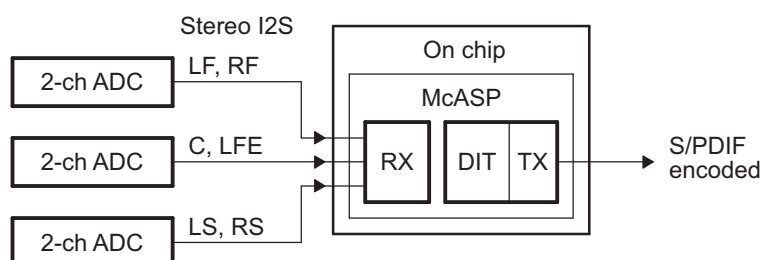 Stereo I2S
On chip
McASP
2-ch ADC
LF, RF
2-ch ADC
C, LFE
RX
DIT
TX
S/PDIF
encoded
2-ch ADC
LS, RS